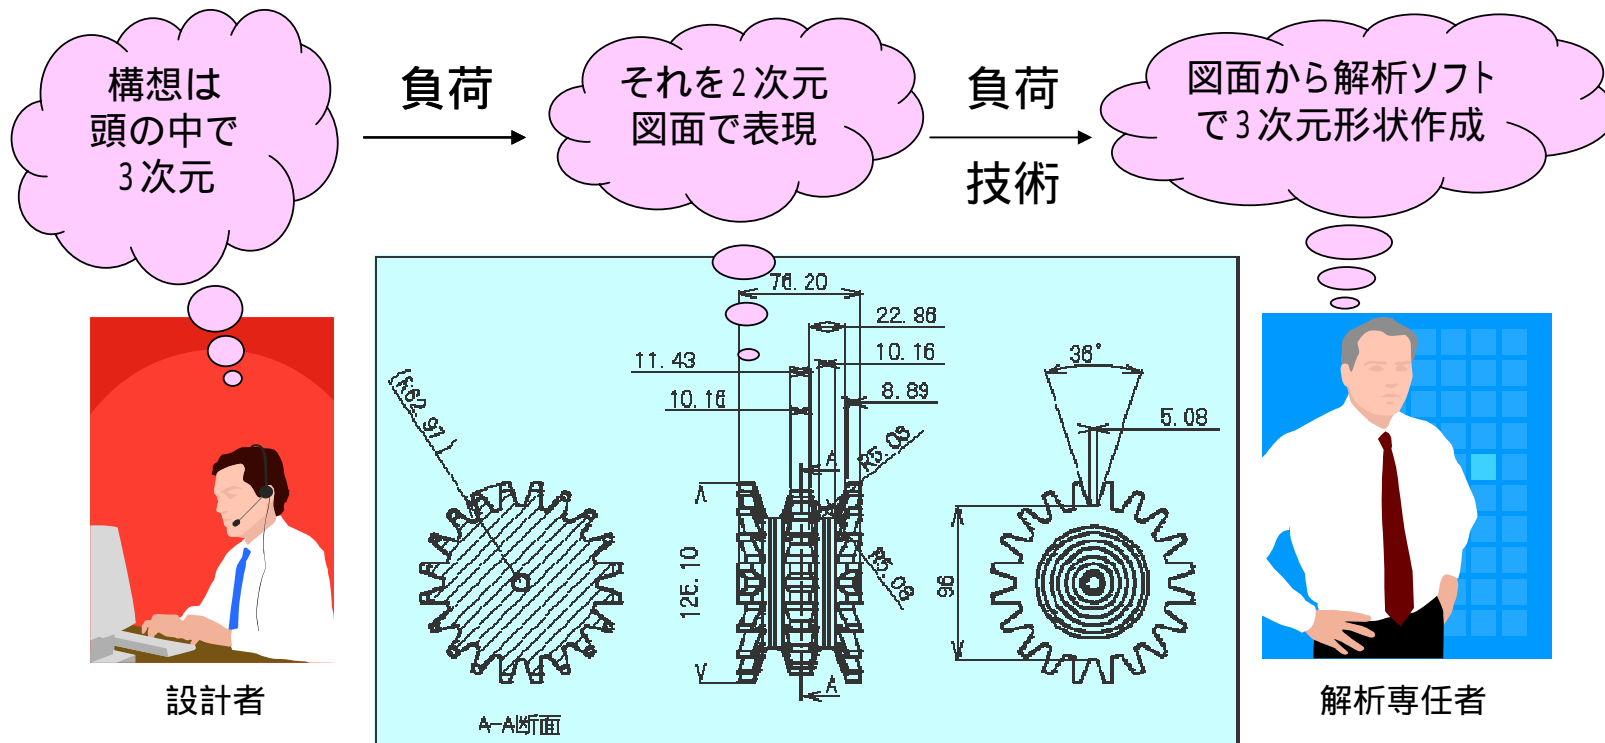 構想は
頭の中で
3次元
負荷
それを2次元
図面で表現
負荷
技術
図面から解析ソフト
で3次元形状作成
76.20
22.86
11.43
10.16
10.16
8.89
(R62.97)
R5.08
R5.08
A
A
126.10
36°
5.08
96
A-A断面
設計者
解析専任者